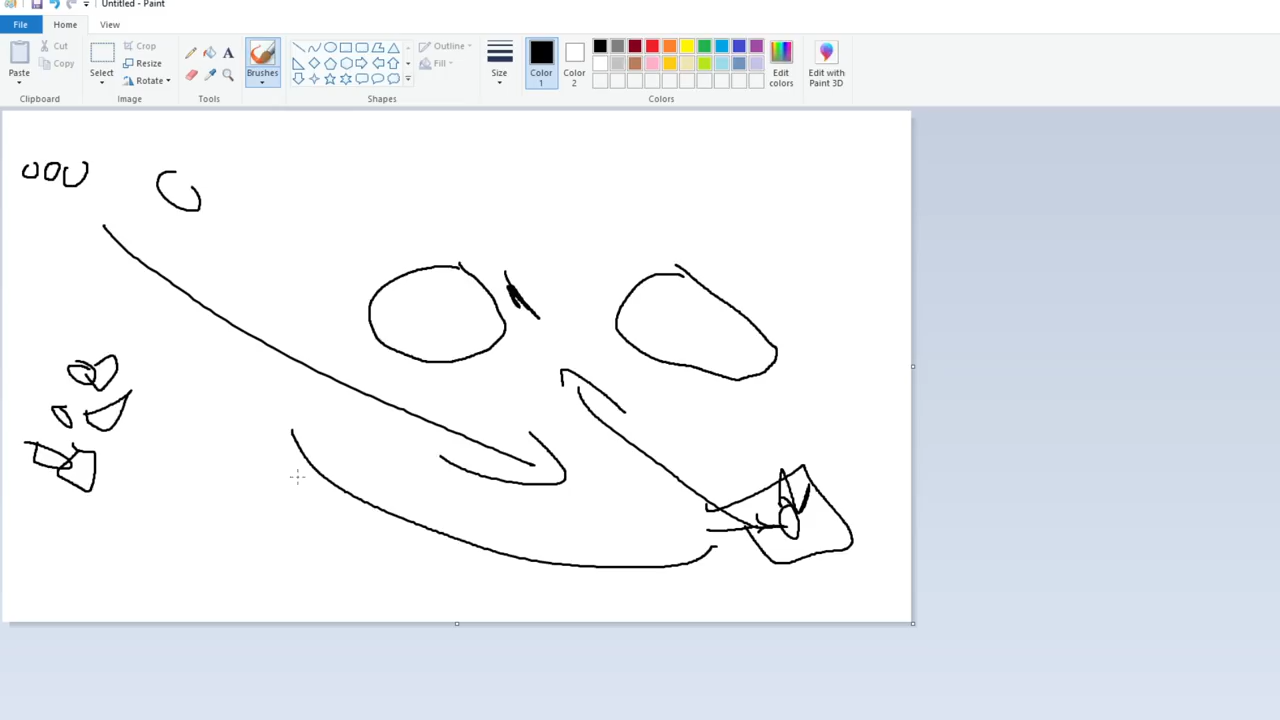 Untitled - Paint
File Home View
Cut Crop Outline
Copy Resize Fill
Paste Select Rotate Brushes Size Color 1 Color 2 Edit colors Edit with Paint 3D
Clipboard Image Tools Shapes Colors